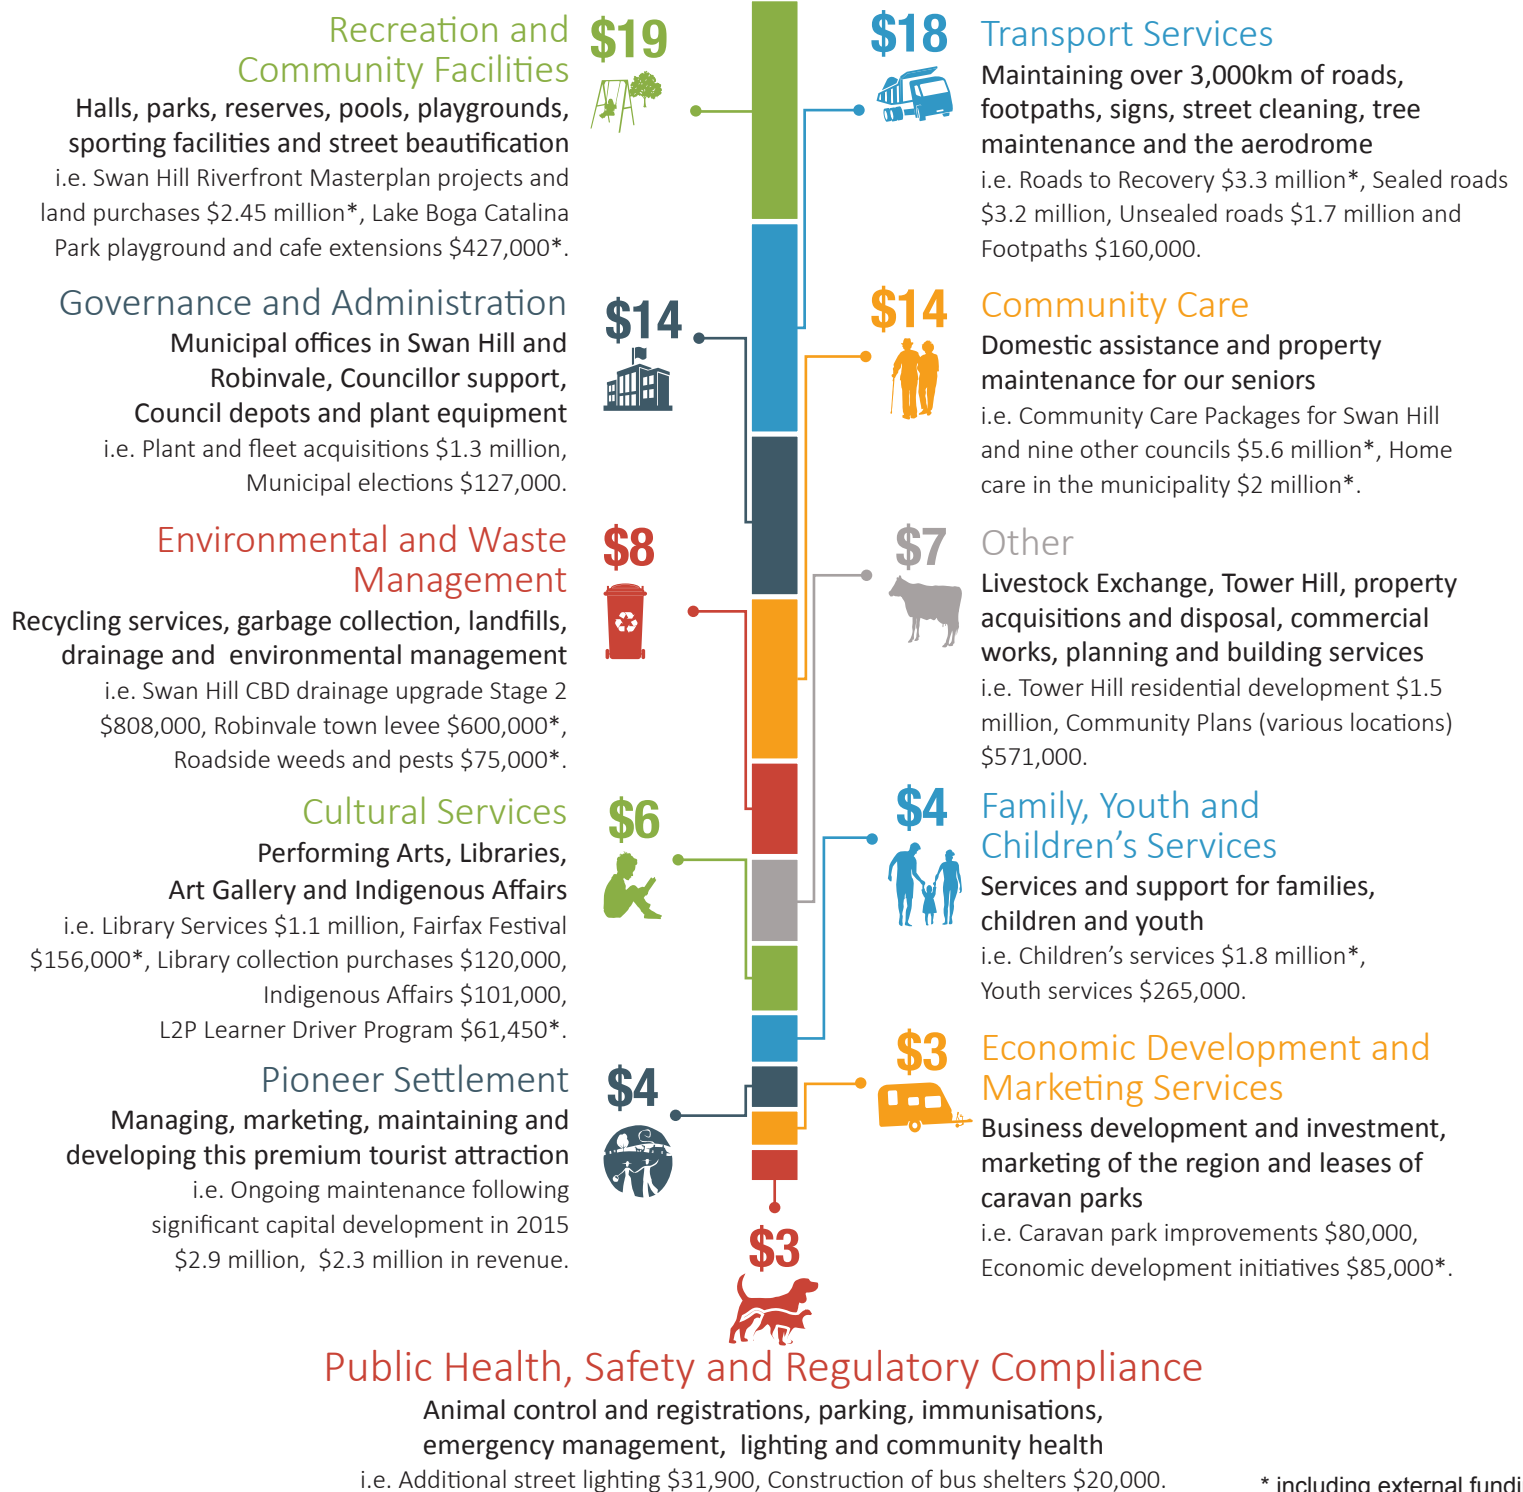 Recreation and
Community Facilities
$19
Halls, parks, reserves, pools, playgrounds,
sporting facilities and street beautification
i.e. Swan Hill Riverfront Masterplan projects and
land purchases $2.45 million*, Lake Boga Catalina
Park playground and cafe extensions $427,000*.
$18
Transport Services
Maintaining over 3,000km of roads,
footpaths, signs, street cleaning, tree
maintenance and the aerodrome
i.e. Roads to Recovery $3.3 million*, Sealed roads
$3.2 million, Unsealed roads $1.7 million and
Footpaths $160,000.
Governance and Administration
$14
Municipal offices in Swan Hill and
Robinvale, Councillor support,
Council depots and plant equipment
i.e. Plant and fleet acquisitions $1.3 million,
Municipal elections $127,000.
$14
Community Care
Domestic assistance and property
maintenance for our seniors
i.e. Community Care Packages for Swan Hill
and nine other councils $5.6 million*, Home
care in the municipality $2 million*.
Environmental and Waste
Management
$8
Recycling services, garbage collection, landfills,
drainage and  environmental management
i.e. Swan Hill CBD drainage upgrade Stage 2
$808,000, Robinvale town levee $600,000*,
Roadside weeds and pests $75,000*.
$7
Other
Livestock Exchange, Tower Hill, property
acquisitions and disposal, commercial
works, planning and building services
i.e. Tower Hill residential development $1.5
million, Community Plans (various locations)
$571,000.
Cultural Services
$6
Performing Arts, Libraries,
Art Gallery and Indigenous Affairs
i.e. Library Services $1.1 million, Fairfax Festival
$156,000*, Library collection purchases $120,000,
Indigenous Affairs $101,000,
L2P Learner Driver Program $61,450*.
$4
Family, Youth and
Children's Services
Services and support for families,
children and youth
i.e. Children's services $1.8 million*,
Youth services $265,000.
Pioneer Settlement
$4
Managing, marketing, maintaining and
developing this premium tourist attraction
i.e. Ongoing maintenance following
significant capital development in 2015
$2.9 million,  $2.3 million in revenue.
$3
Economic Development and
Marketing Services
Business development and investment,
marketing of the region and leases of
caravan parks
i.e. Caravan park improvements $80,000,
Economic development initiatives $85,000*.
$3
Public Health, Safety and Regulatory Compliance
Animal control and registrations, parking, immunisations,
emergency management,  lighting and community health
i.e. Additional street lighting $31,900, Construction of bus shelters $20,000.
* including external